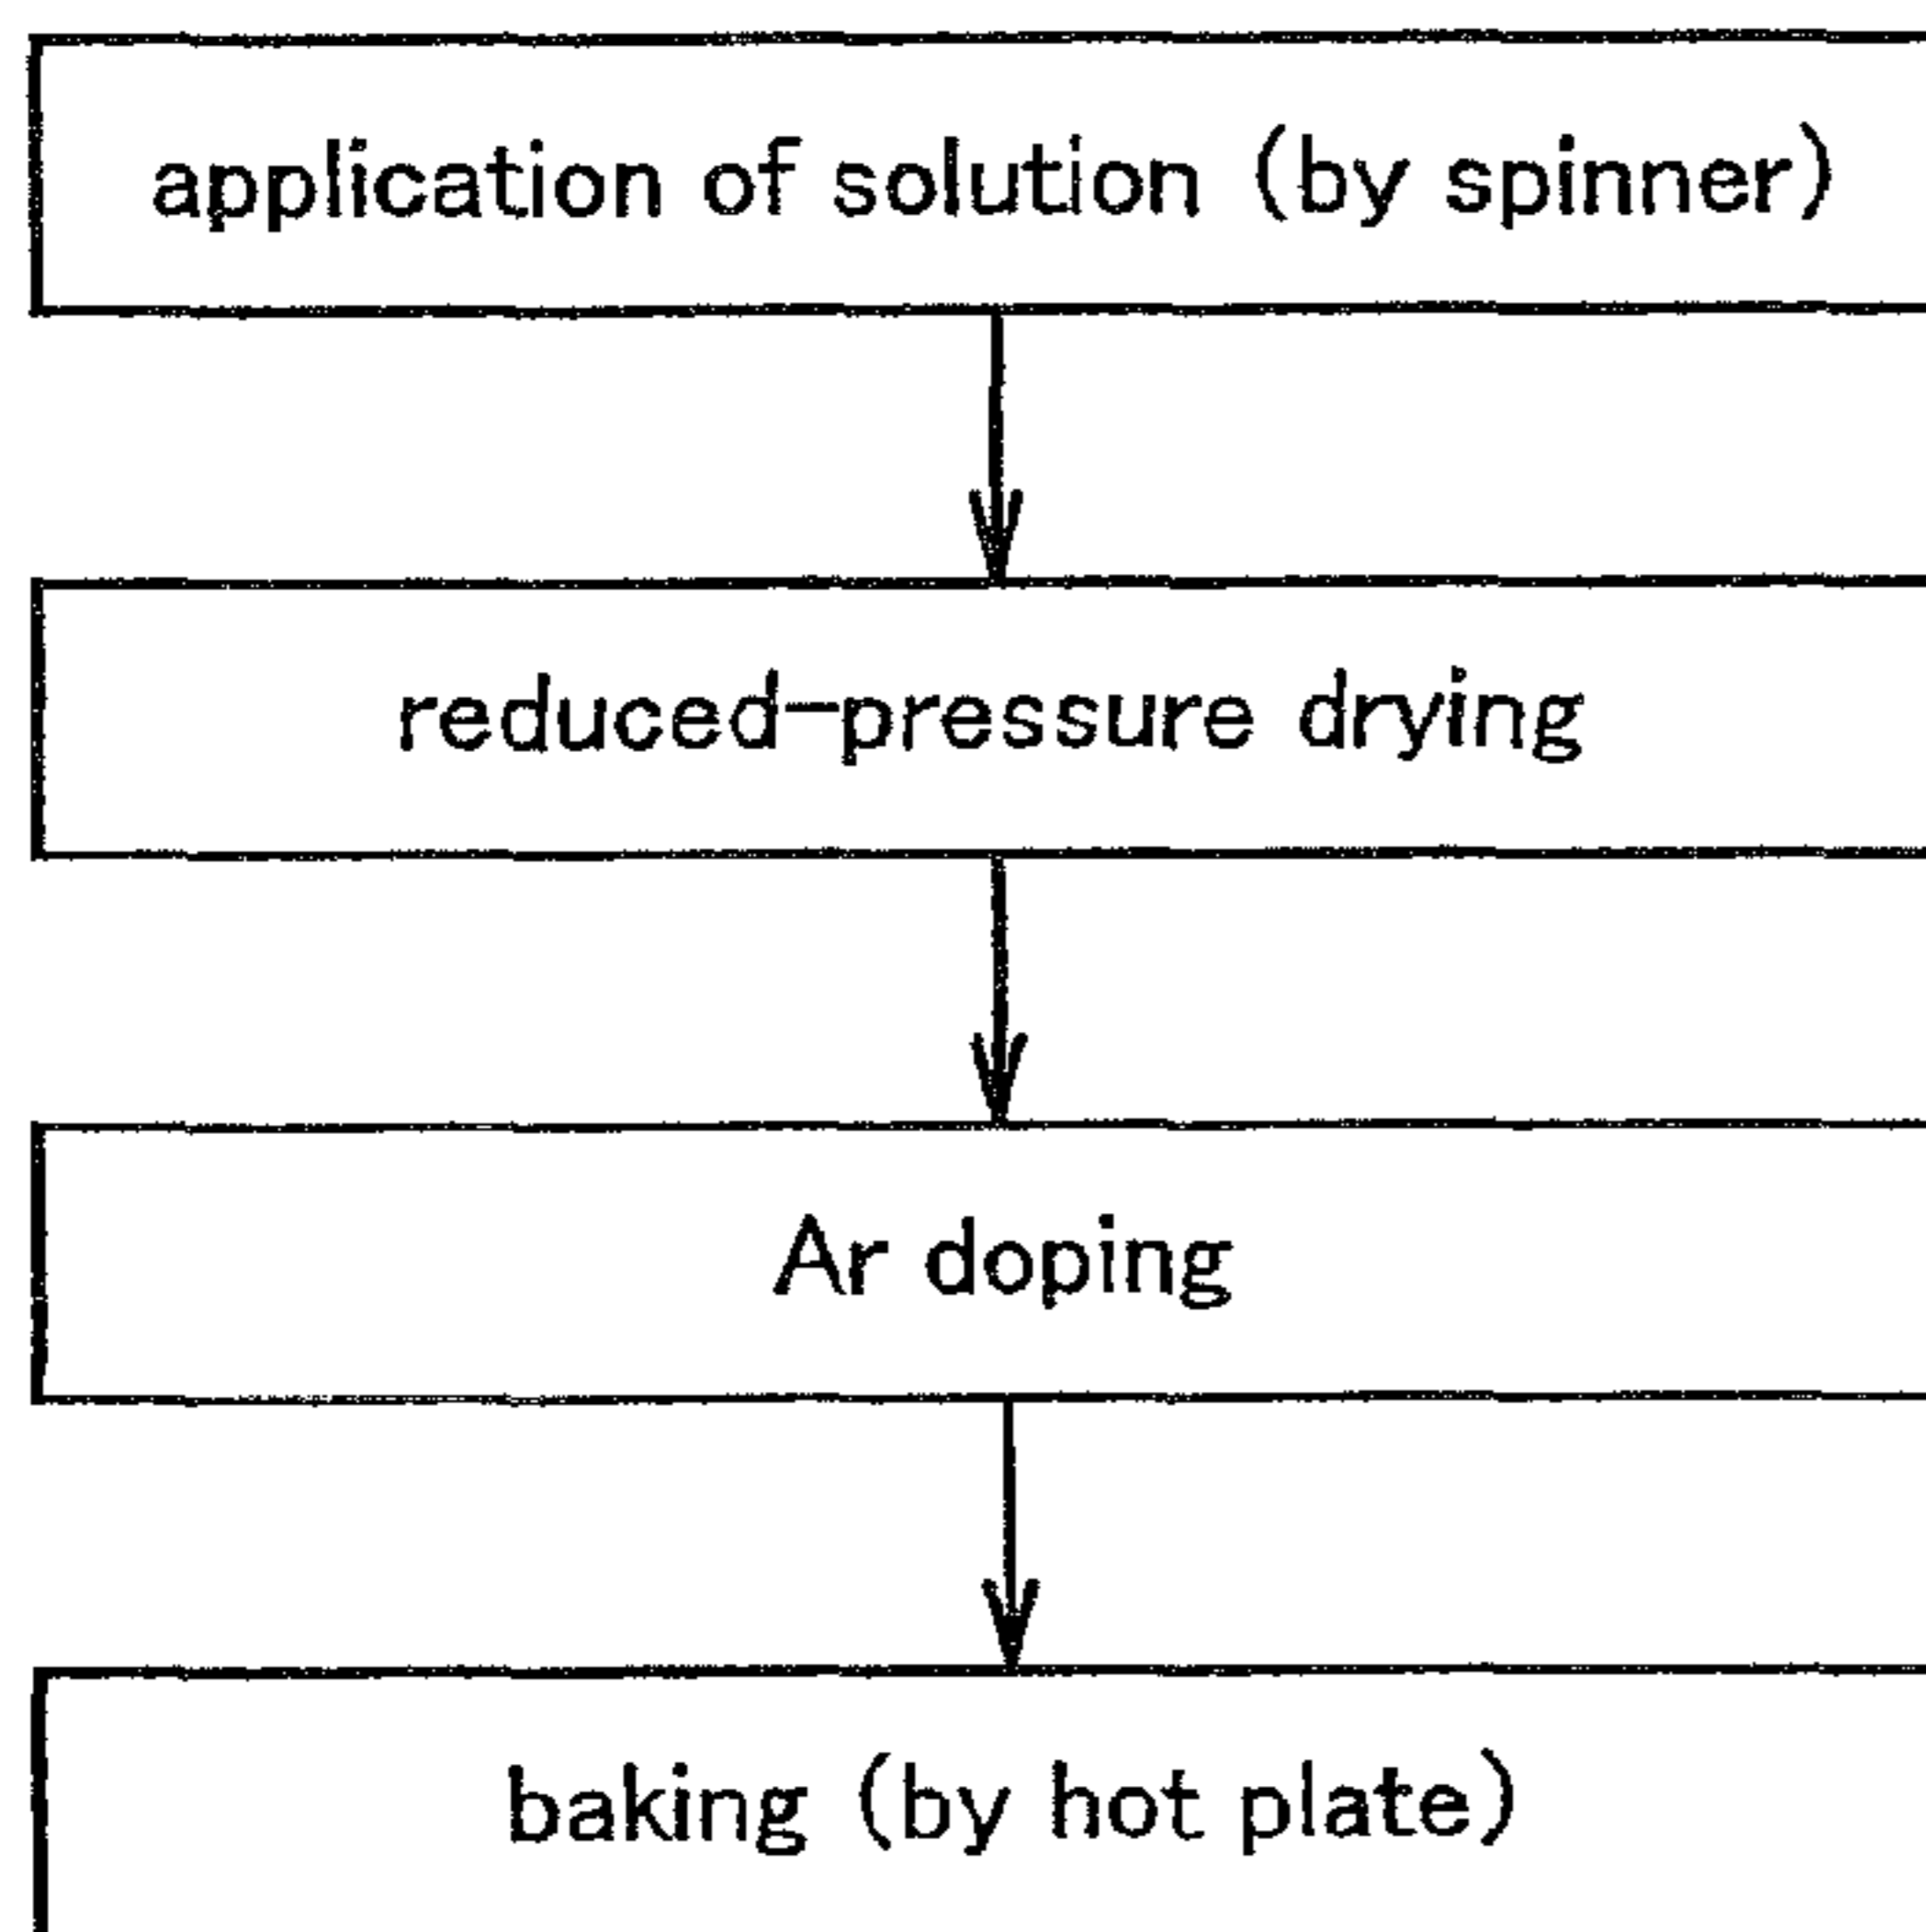 application of solution (by spinner)
reduced-pressure drying
Ar doping
baking (by hot plate)